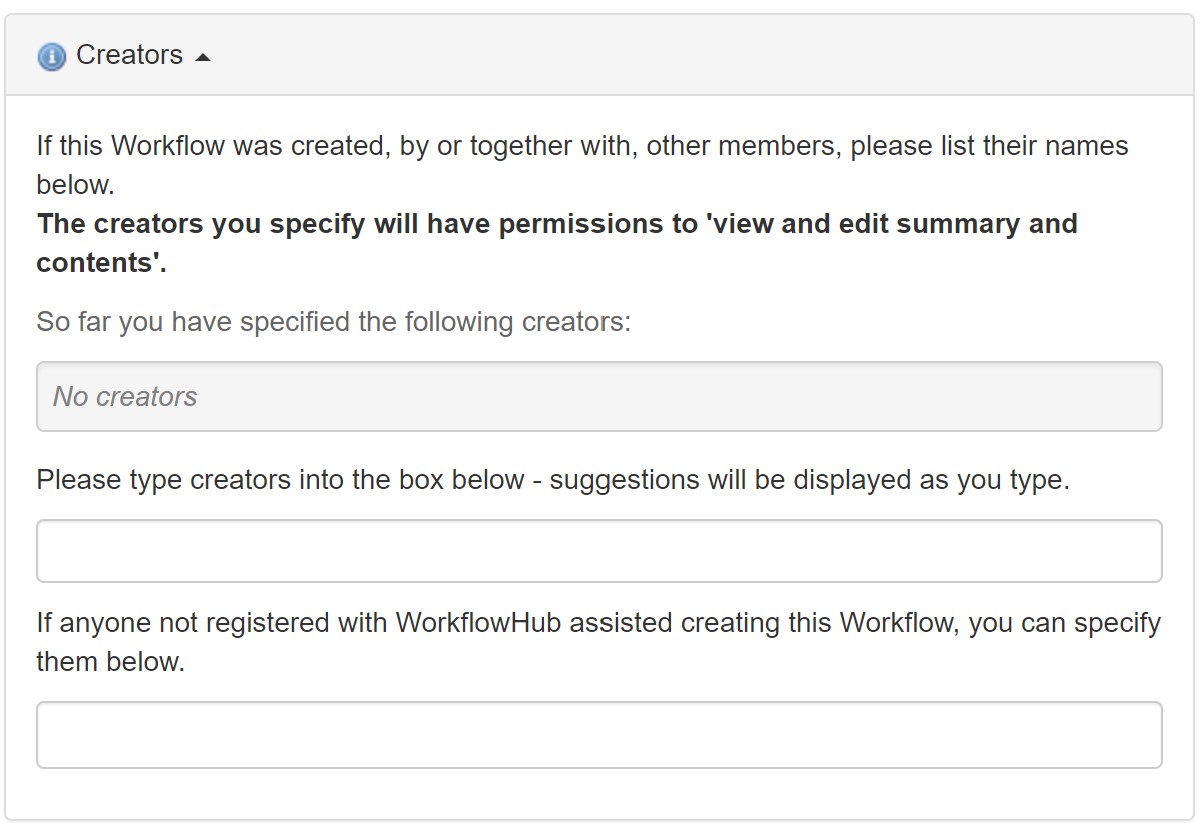 Creators
If this Workflow was created, by or together with, other members, please list their names
below.
The creators you specify will have permissions to 'view and edit summary and
contents'.
So far you have specified the following creators:
No creators
Please type creators into the box below - suggestions will be displayed as you type.
If anyone not registered with WorkflowHub assisted creating this Workflow, you can specify
them below.